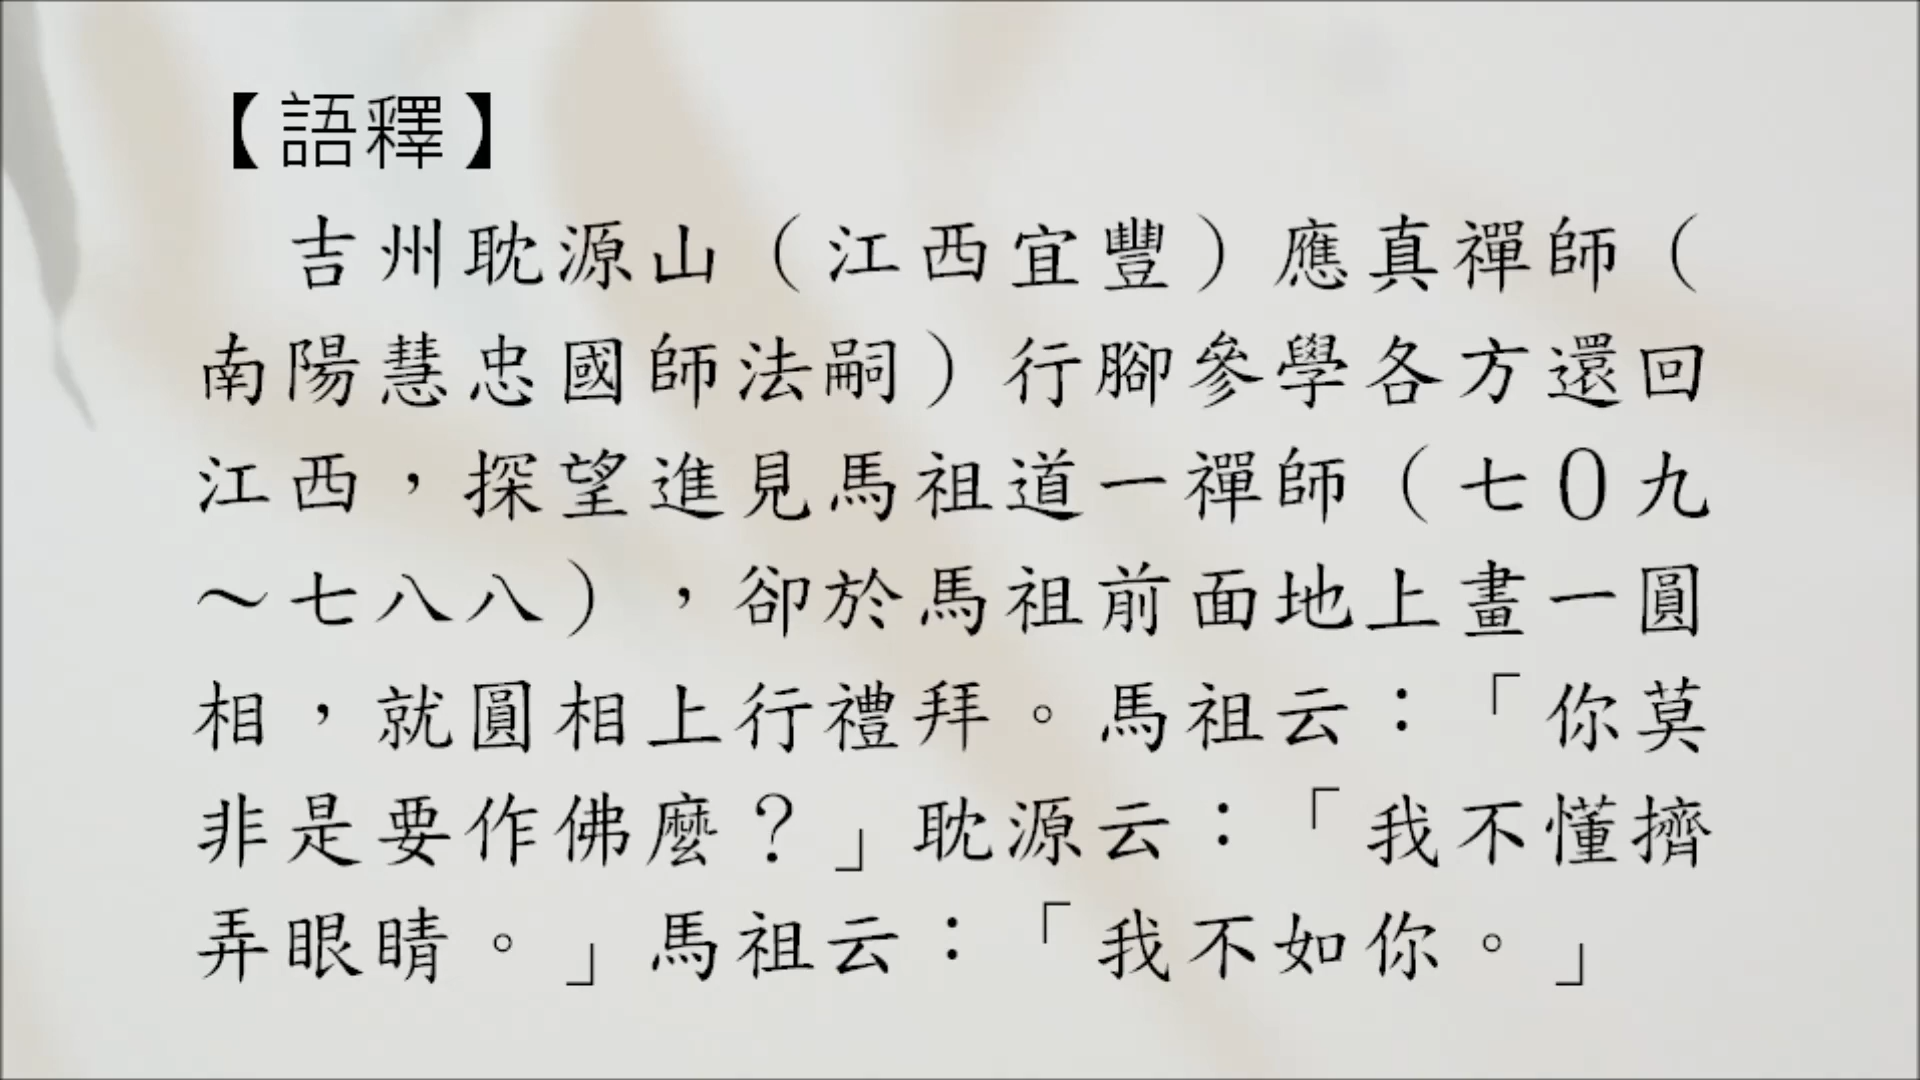 【語釋】
吉州耽源山（江西宜豐）應真禪師（
南陽慧忠國師法嗣）行腳參學各方還回
江西，探望進見馬祖道一禪師（七０九
～七八八），卻於馬祖前面地上畫一圓
相，就圓相上行禮拜。馬祖云：「你莫
非是要作佛麼？」耽源云：「我不懂擠
弄眼睛。」馬祖云：「我不如你。」